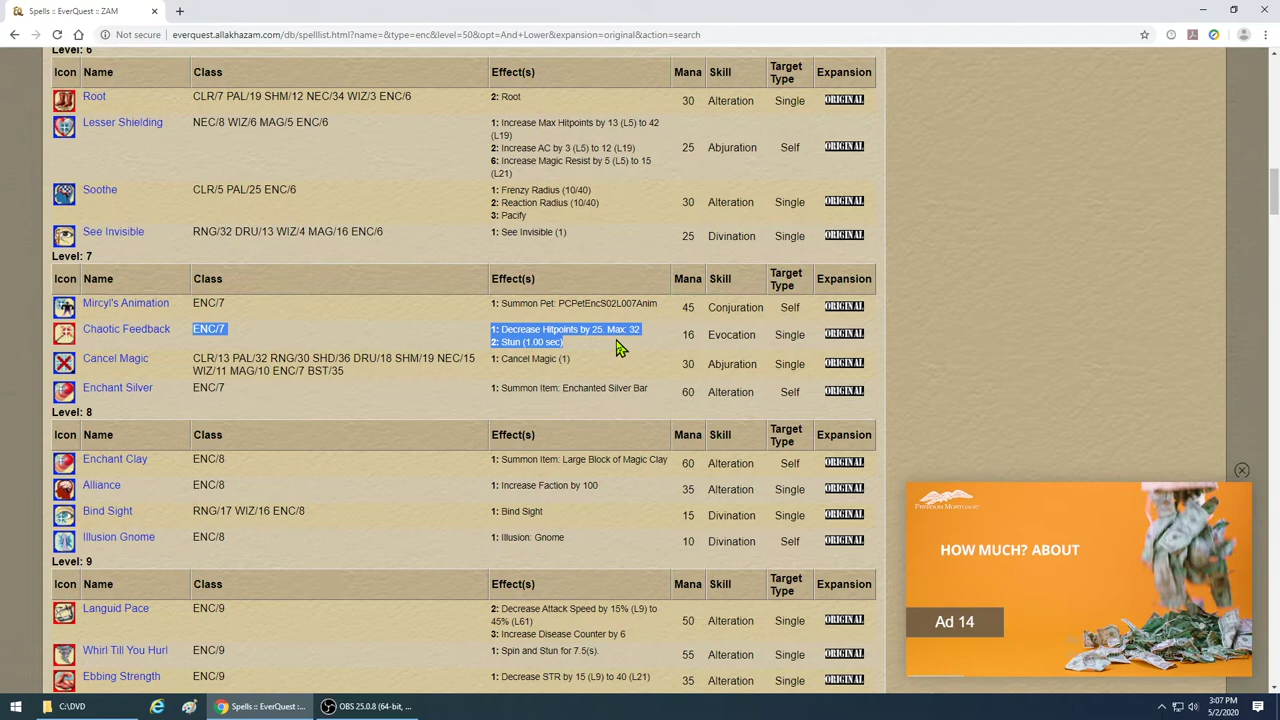 Spells :: EverQuest :: ZAM
Not secure | everquest.allakhazam.com/db/spelllist.html?name=&type=enc&level=50&opt=And+Lower&expansion=original&action=search
Level: 6
Icon Name Class Effect(s) Mana Skill Target Type Expansion
Root CLR/7 PAL/19 SHM/12 NEC/34 WIZ/3 ENC/6 2: Root 30 Alteration Single ORIGINAL
Lesser Shielding NEC/8 WIZ/6 MAG/5 ENC/6 1: Increase Max Hitpoints by 13 (L5) to 42
(L19)
2: Increase AC by 3 (L5) to 12 (L19) 25 Abjuration Self ORIGINAL
6: Increase Magic Resist by 5 (L5) to 15
(L21)
Soothe CLR/5 PAL/25 ENC/6 1: Frenzy Radius (10/40)
2: Reaction Radius (10/40) 30 Alteration Single ORIGINAL
3: Pacify
See Invisible RNG/32 DRU/13 WIZ/4 MAG/16 ENC/6 1: See Invisible (1) 25 Divination Single ORIGINAL
Level: 7
Icon Name Class Effect(s) Mana Skill Target Type Expansion
Mircyl's Animation ENC/7 1: Summon Pet: PCPetEncS02L007Anim 45 Conjuration Self ORIGINAL
Chaotic Feedback ENC/7 1: Decrease Hitpoints by 25. Max: 32 16 Evocation Single ORIGINAL
2: Stun (1.00 sec)
Cancel Magic CLR/13 PAL/32 RNG/30 SHD/36 DRU/18 SHM/19 NEC/15 1: Cancel Magic (1) 30 Abjuration Single ORIGINAL
WIZ/11 MAG/10 ENC/7 BST/35
Enchant Silver ENC/7 1: Summon Item: Enchanted Silver Bar 60 Alteration Self ORIGINAL
Level: 8
Icon Name Class Effect(s) Mana Skill Target Type Expansion
Enchant Clay ENC/8 1: Summon Item: Large Block of Magic Clay 60 Alteration Self ORIGINAL
Alliance ENC/8 1: Increase Faction by 100 35 Alteration Single ORIGINAL
Bind Sight RNG/17 WIZ/16 ENC/8 1: Bind Sight 15 Divination Single ORIGINAL
Illusion Gnome ENC/8 1: Illusion: Gnome 10 Divination Self ORIGINAL
Level: 9
Icon Name Class Effect(s) Mana Skill Target Type Expansion
Languid Pace ENC/9 2: Decrease Attack Speed by 15% (L9) to
45% (L61) 50 Alteration Single ORIGINAL
3: Increase Disease Counter by 6
Whirl Till You Hurl ENC/9 1: Spin and Stun for 7.5(s). 55 Alteration Single ORIGINAL
Ebbing Strength ENC/9 1: Decrease STR by 15 (L9) to 40 (L21) 35 Alteration Single ORIGINAL
FREEDOM MORTGAGE
HOW MUCH? ABOUT
Ad 14
C:\DVD
Spells :: EverQuest :...
OBS 25.0.8 (64-bit, ...
3:07 PM
5/2/2020